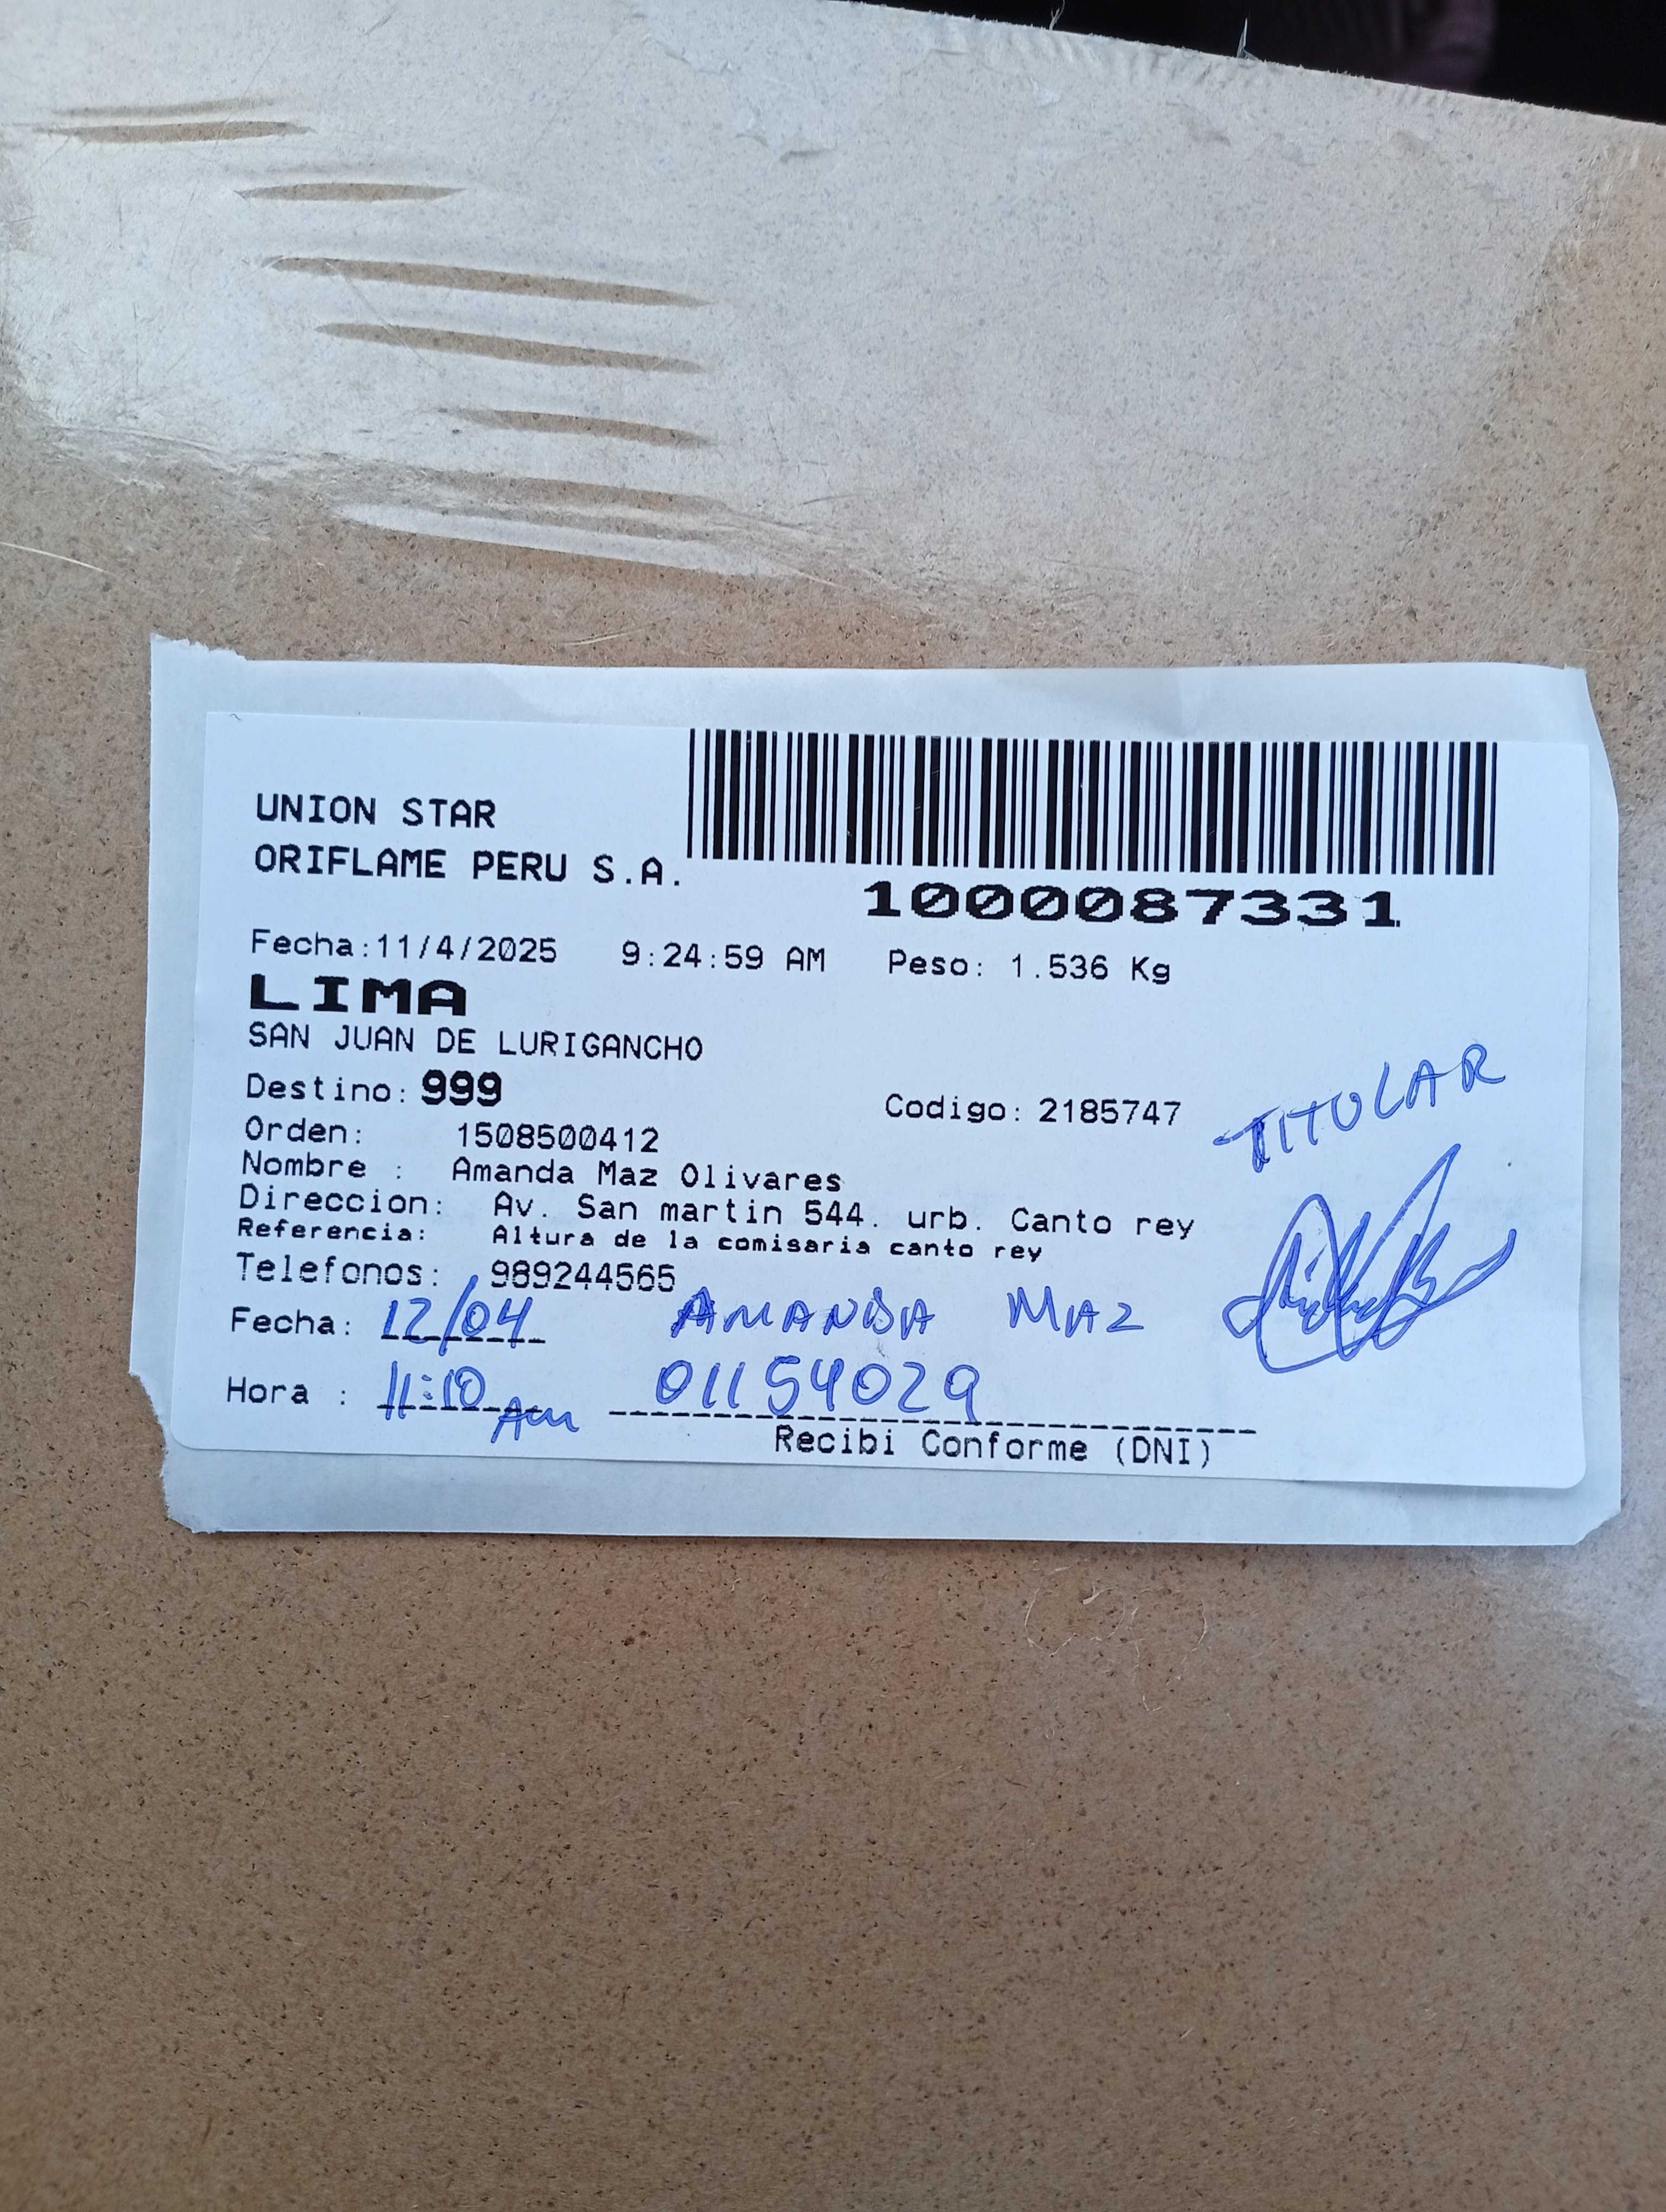 UNION STAR
ORIFLAME PERU S.A.
1000087331
Fecha:11/4/2025 9:24:59 AM Peso: 1.536 Kg
LIMA
SAN JUAN DE LURIGANCHO
Destino: 999 Codigo: 2185747 TITULAR
Orden: 1508500412
Nombre : Amanda Maz Olivares
Direccion: Av. San martin 544. urb. Canto rey
Referencia: Altura de la comisaria canto rey
Telefonos: 989244565
Fecha: 12/04 AMANDA MAZ
Hora : 11:10 Am 01154029
Recibi Conforme (DNI)